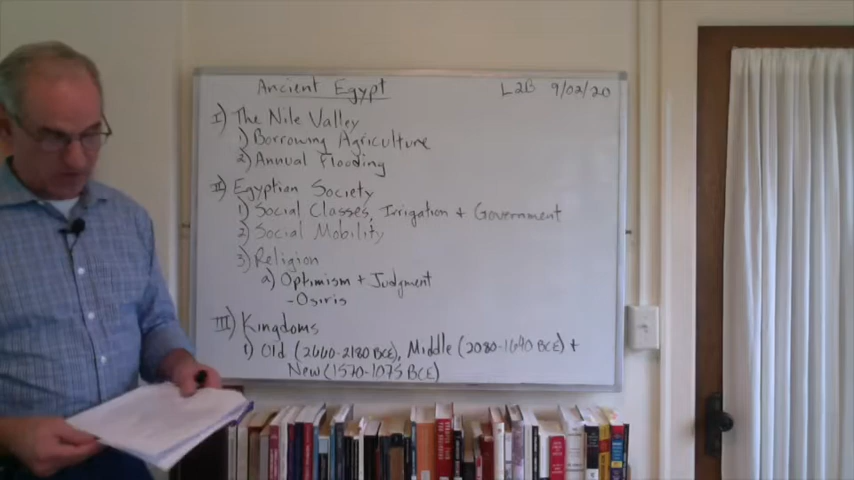 Ancient Egypt L2B 9/02/20
I) The Nile Valley
1) Borrowing Agriculture
2) Annual Flooding
II) Egyptian Society
1) Social Classes, Irrigation + Government
2) Social Mobility
3) Religion
a) Optimism + Judgment
-Osiris
III) Kingdoms
1) Old (2660-2180 BCE), Middle (2080-1640 BCE) +
New (1570-1075 BCE)